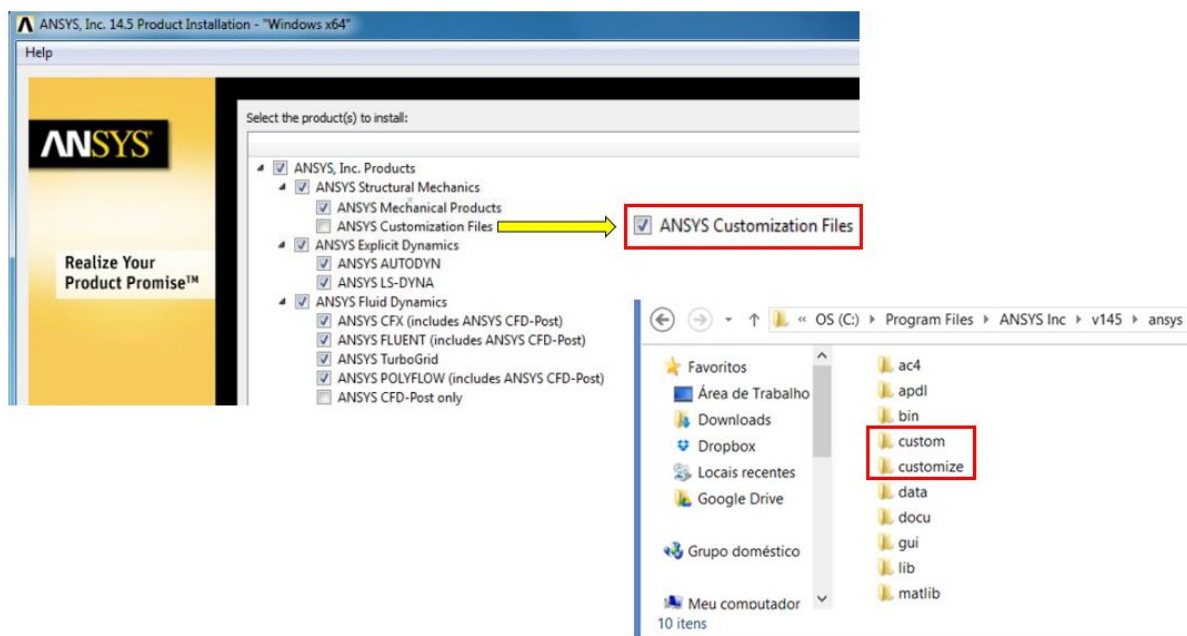 ANSYS, Inc. 14.5 Product Installation - "Windows x64"
Help
ANSYS
Realize Your
Product Promise™
Select the product(s) to install:
ANSYS, Inc. Products
ANSYS Structural Mechanics
ANSYS Mechanical Products
ANSYS Customization Files
ANSYS Explicit Dynamics
ANSYS AUTODYN
ANSYS LS-DYNA
ANSYS Fluid Dynamics
ANSYS CFX (includes ANSYS CFD-Post)
ANSYS FLUENT (includes ANSYS CFD-Post)
ANSYS TurboGrid
ANSYS POLYFLOW (includes ANSYS CFD-Post)
ANSYS CFD-Post only
ANSYS Customization Files
« OS (C:) Program Files ANSYS Inc v145 ansys
Favoritos
Área de Trabalho
Downloads
Dropbox
Locais recentes
Google Drive
Grupo doméstico
Meu computador
10 itens
ac4
apdl
bin
custom
customize
data
docu
gui
lib
matlib